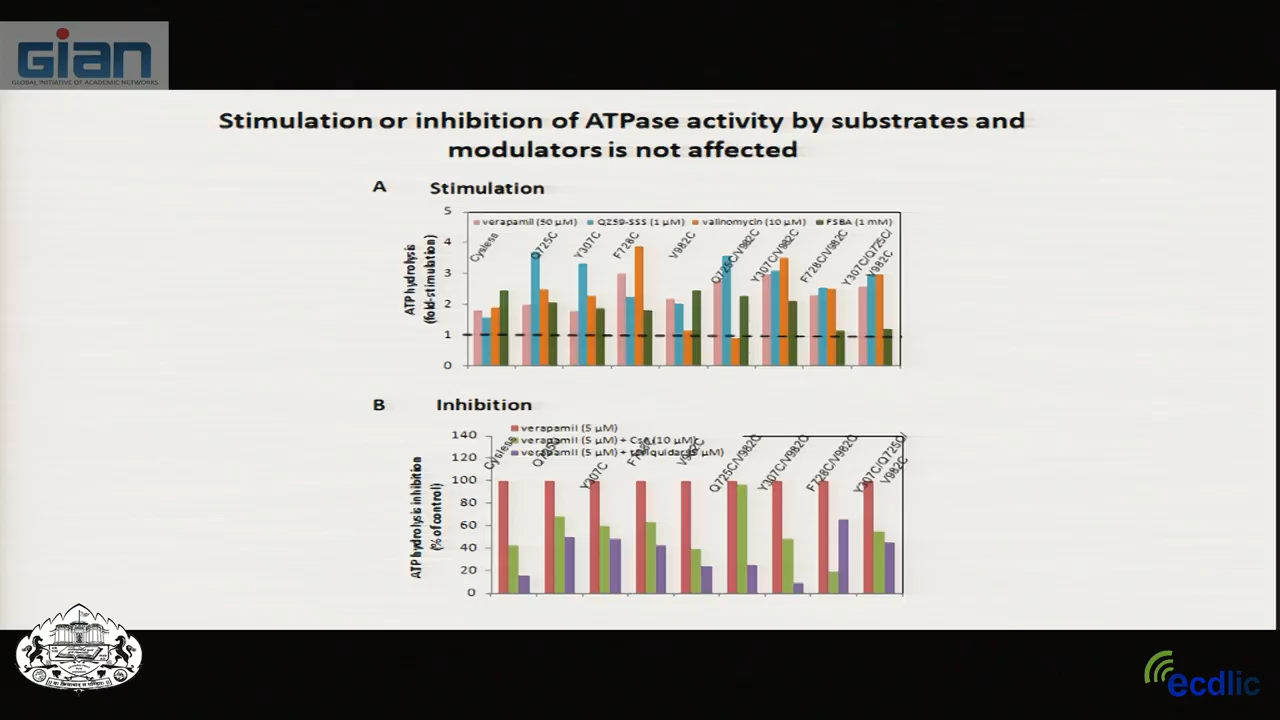 GIAN
GLOBAL INITIATIVE OF ACADEMIC NETWORKS
Stimulation or inhibition of ATPase activity by substrates and
modulators is not affected
A Stimulation
verapamil (50 µM) QZ59-SSS (1 µM) valinomycin (10 µM) FSBA (1 mM)
ATP hydrolysis
(fold-stimulation)
5
4
3
2
1
0
Cysless
Q725C
Y307C
F728C
V982C
Q725C/V982C
Y307C/V982C
F728C/V982C
Y307C/Q725C/
V982C
B Inhibition
verapamil (5 µM)
verapamil (5 µM) + CsA (10 µM)
verapamil (5 µM) + tariquidar (5 µM)
ATP hydrolysis inhibition
(% of control)
140
120
100
80
60
40
20
0
Cysless
Q725C
Y307C
F728C
V982C
Q725C/V982C
Y307C/V982C
F728C/V982C
Y307C/Q725C/
V982C
ecdlic